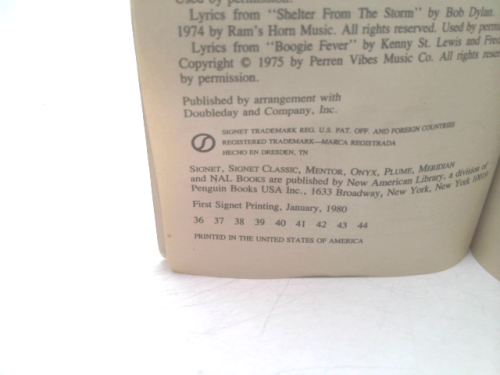 Used by permission.
Lyrics from "Shelter From The Storm" by Bob Dylan.
1974 by Ram's Horn Music. All rights reserved. Used by
Lyrics from "Boogie Fever" by Kenny St. Lewis and
Copyright © 1975 by Perren Vibes Music Co. All rights
by permission.
Published by arrangement with
Doubleday and Company, Inc.
SIGNET TRADEMARK REG. U.S. PAT. OFF. AND FOREIGN COUNTRIES
REGISTERED TRADEMARK—MARCA REGISTRADA
HECHO EN DRESDEN, TN
SIGNET, SIGNET CLASSIC, MENTOR, ONYX, PLUME, MERIDIAN
and NAL BOOKS are published by New American Library, a division of
Penguin Books USA Inc., 1633 Broadway, New York, New York
First Signet Printing, January, 1980
36 37 38 39 40 41 42 43 44
PRINTED IN THE UNITED STATES OF AMERICA